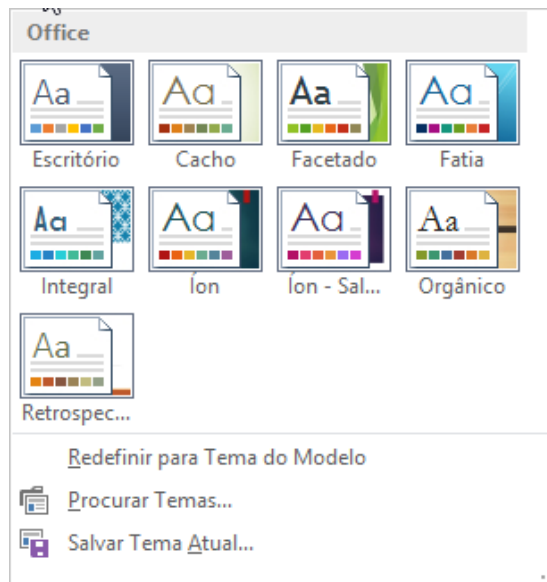 Office
Aa Aa Aa Aa
Escritório Cacho Facetado Fatia
Aa Aa Aa Aa
Integral Íon Íon - Sal... Orgânico
Aa
Retrospec...
Redefinir para Tema do Modelo
Procurar Temas...
Salvar Tema Atual...